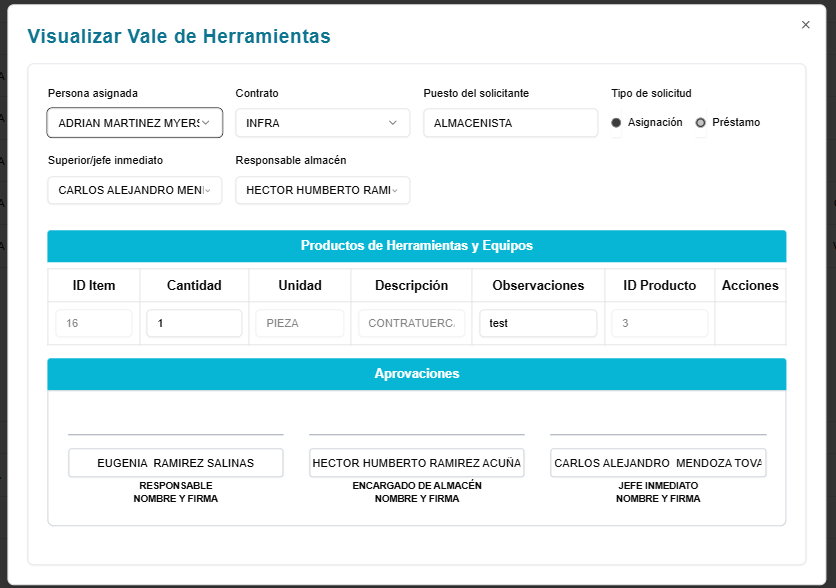 Visualizar Vale de Herramientas
Persona asignada
Contrato
Puesto del solicitante
Tipo de solicitud
ADRIAN MARTINEZ MYERS
INFRA
ALMACENISTA
Asignación
Préstamo
Superior/jefe inmediato
Responsable almacén
CARLOS ALEJANDRO MEN
HECTOR HUMBERTO RAMI
Productos de Herramientas y Equipos
ID Item
Cantidad
Unidad
Descripción
Observaciones
ID Producto
Acciones
16
1
PIEZA
CONTRATUERC
test
3
Aprovaciones
EUGENIA RAMIREZ SALINAS
HECTOR HUMBERTO RAMIREZ ACUÑA
CARLOS ALEJANDRO MENDOZA TOVA
RESPONSABLE
NOMBRE Y FIRMA
ENCARGADO DE ALMACÉN
NOMBRE Y FIRMA
JEFE INMEDIATO
NOMBRE Y FIRMA